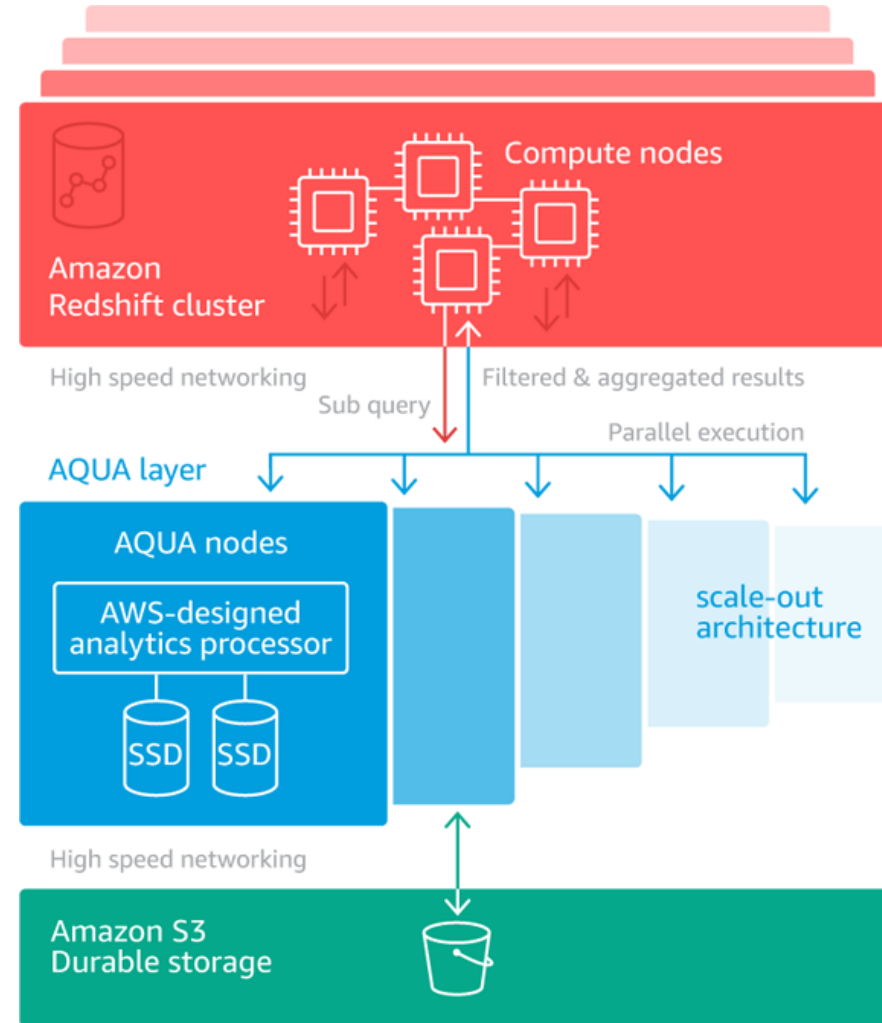 Compute nodes
Amazon
Redshift cluster
High speed networking
Filtered & aggregated results
Sub query
Parallel execution
AQUA layer
AQUA nodes
AWS-designed
analytics processor
SSD
SSD
scale-out
architecture
High speed networking
Amazon S3
Durable storage